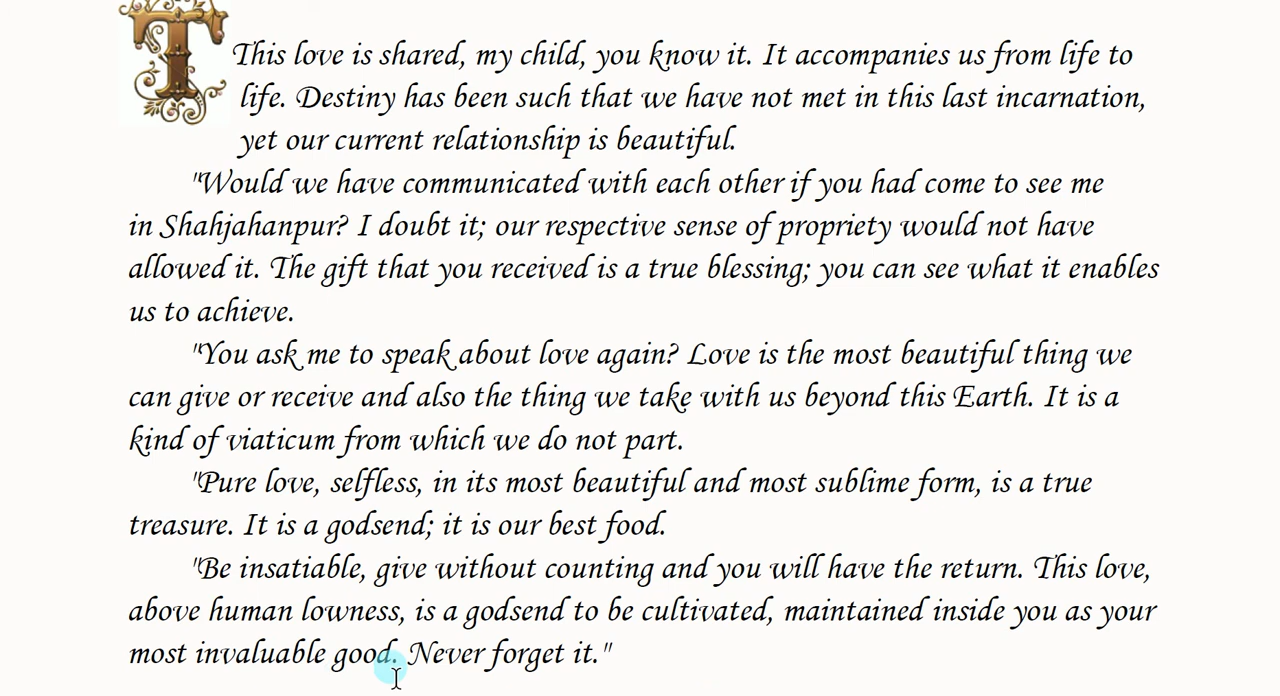 T This love is shared, my child, you know it. It accompanies us from life to
life. Destiny has been such that we have not met in this last incarnation,
yet our current relationship is beautiful.
"Would we have communicated with each other if you had come to see me
in Shahjahanpur? I doubt it; our respective sense of propriety would not have
allowed it. The gift that you received is a true blessing; you can see what it enables
us to achieve.
"You ask me to speak about love again? Love is the most beautiful thing we
can give or receive and also the thing we take with us beyond this Earth. It is a
kind of viaticum from which we do not part.
"Pure love, selfless, in its most beautiful and most sublime form, is a true
treasure. It is a godsend; it is our best food.
"Be insatiable, give without counting and you will have the return. This love,
above human lowness, is a godsend to be cultivated, maintained inside you as your
most invaluable good. Never forget it."